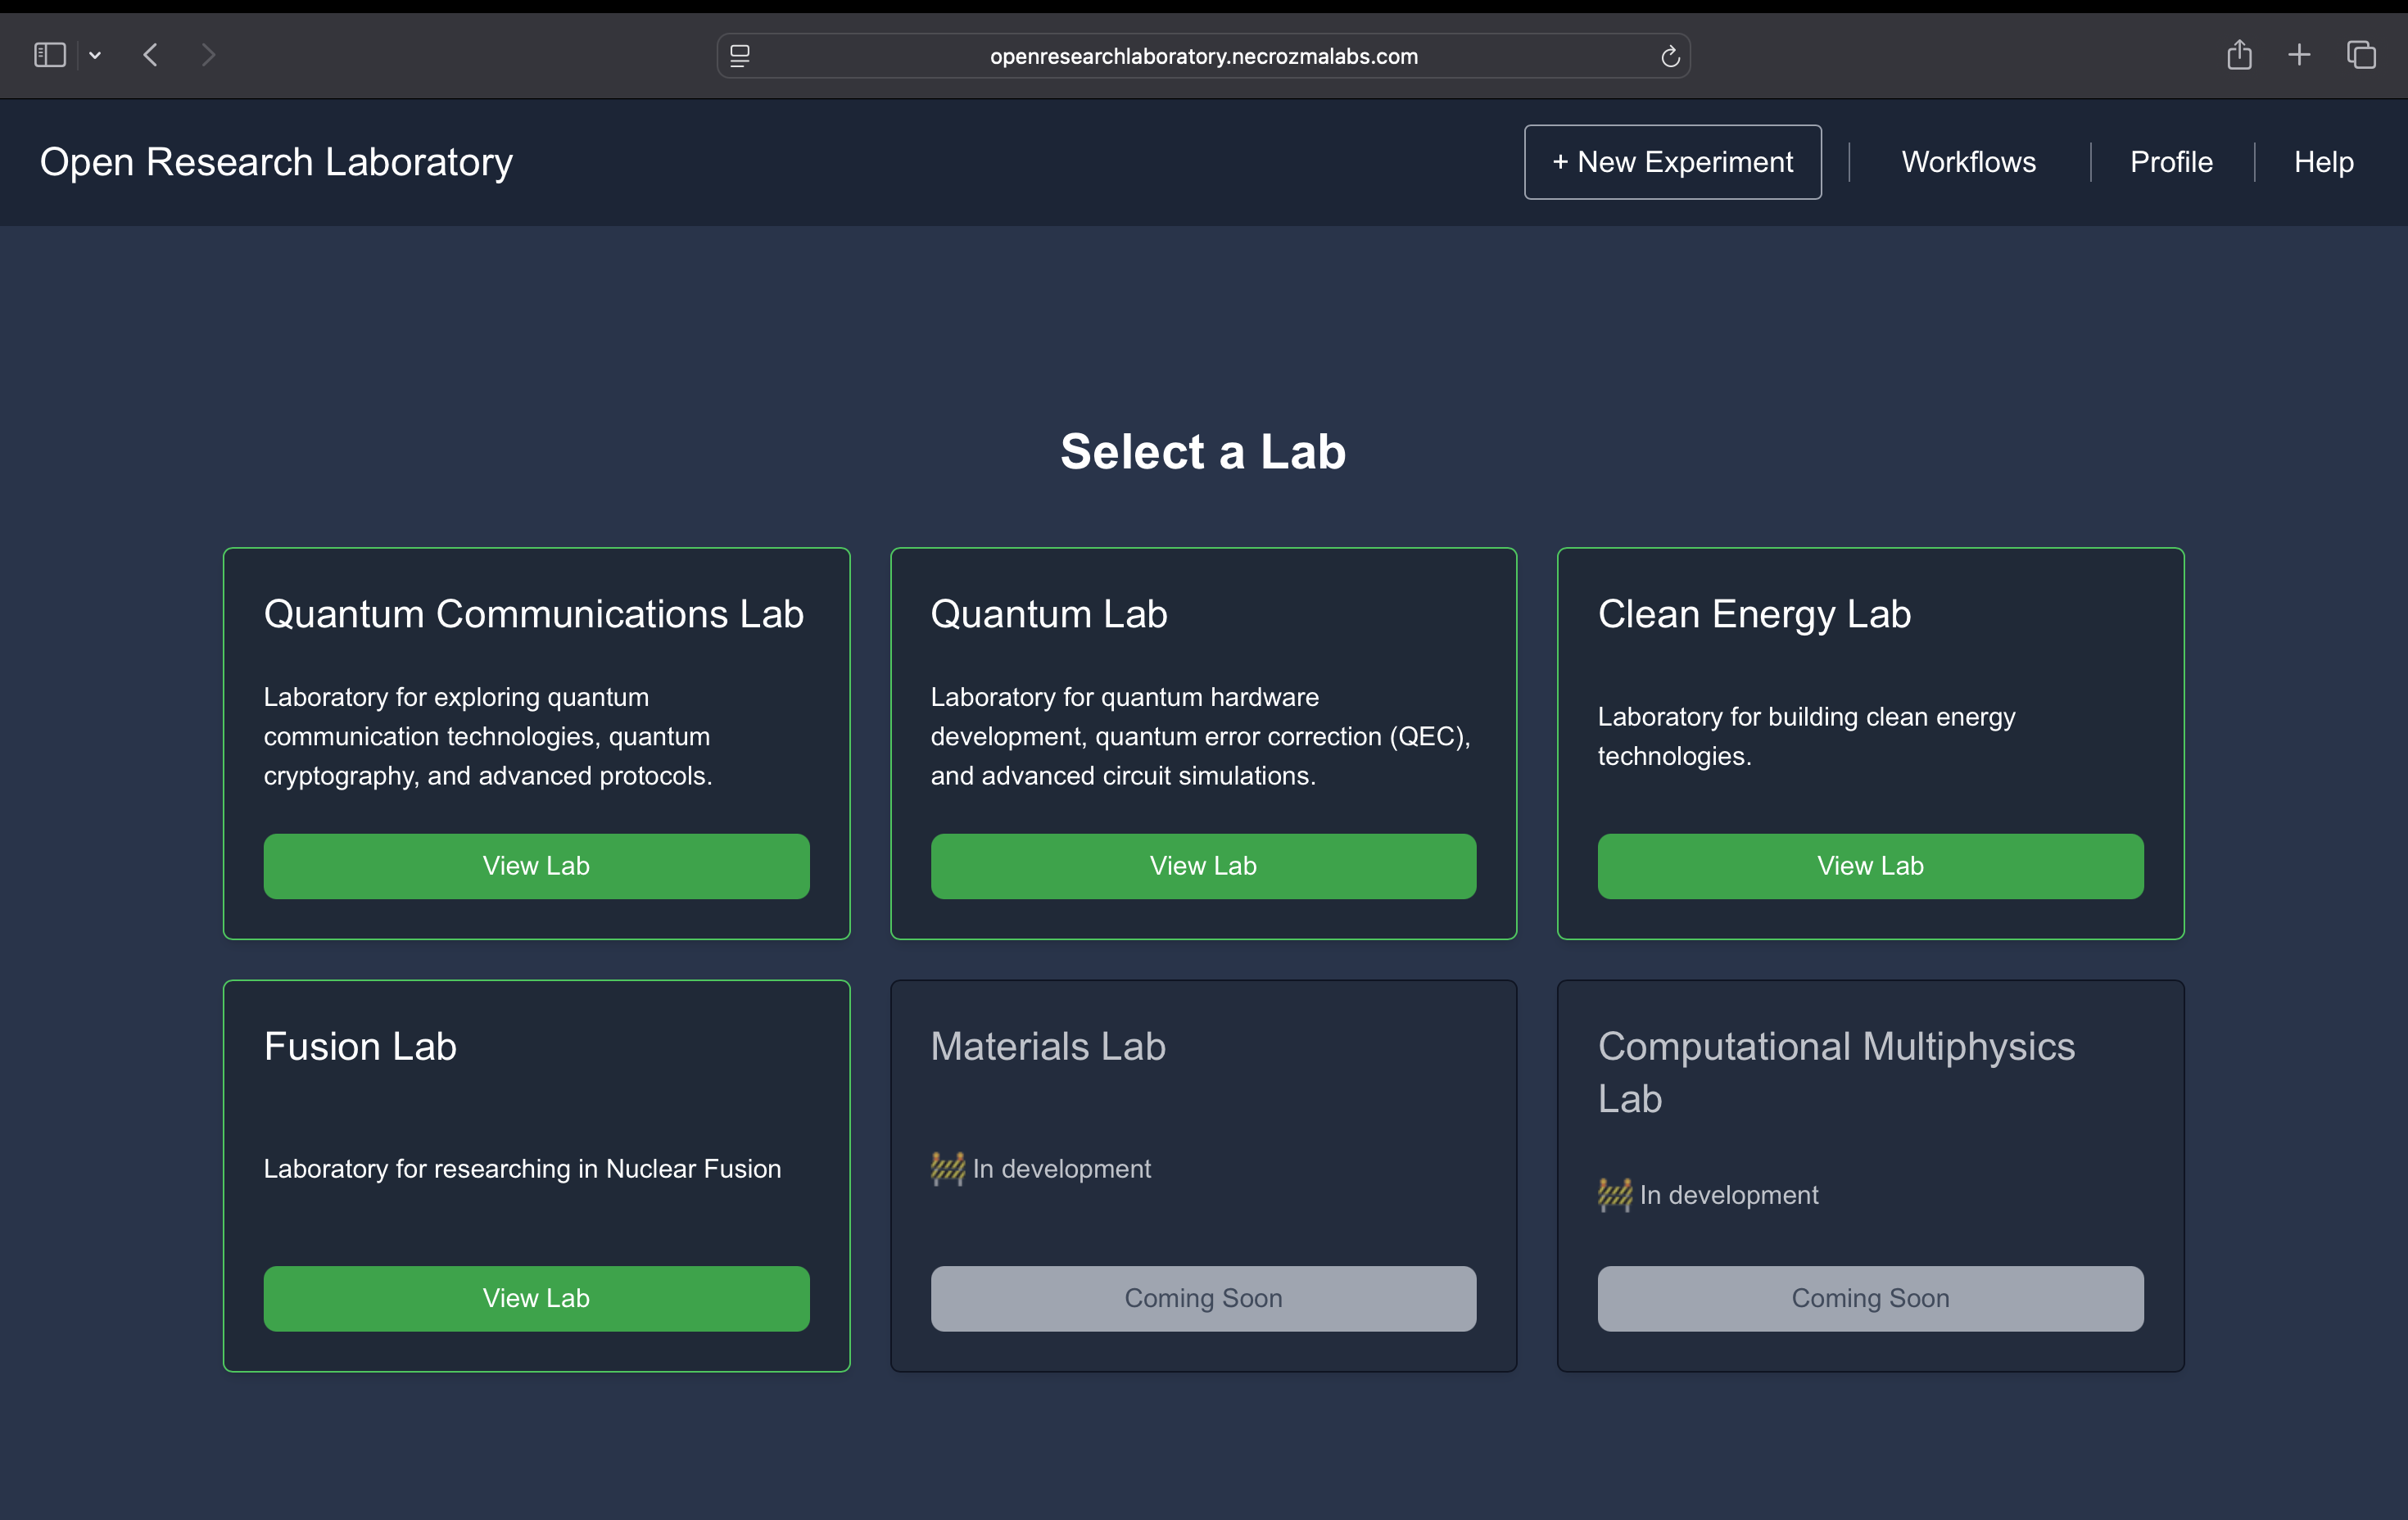 openresearchlaboratory.necrozmalabs.com
Open Research Laboratory
+ New Experiment
Workflows
Profile
Help
Select a Lab
Quantum Communications Lab
Laboratory for exploring quantum
communication technologies, quantum
cryptography, and advanced protocols.
View Lab
Quantum Lab
Laboratory for quantum hardware
development, quantum error correction (QEC),
and advanced circuit simulations.
View Lab
Clean Energy Lab
Laboratory for building clean energy
technologies.
View Lab
Fusion Lab
Laboratory for researching in Nuclear Fusion
View Lab
Materials Lab
🚧 In development
Coming Soon
Computational Multiphysics
Lab
🚧 In development
Coming Soon